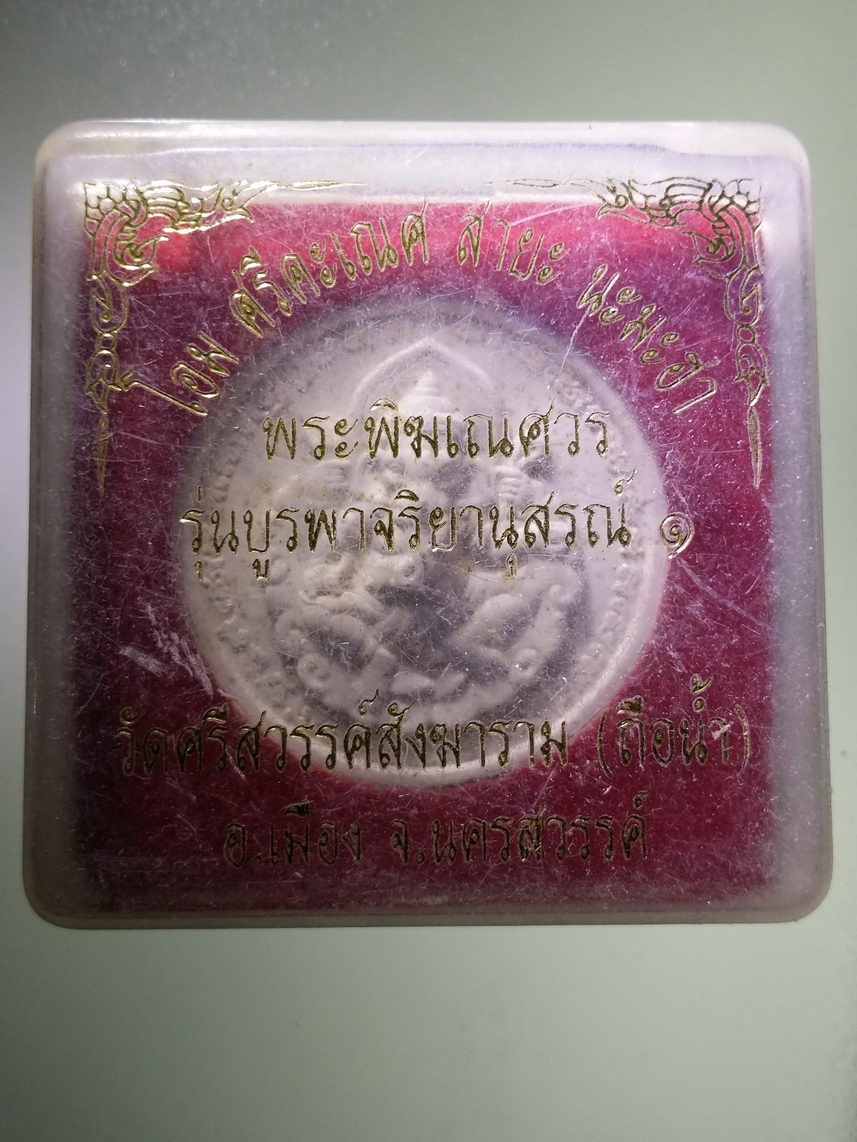 โอม ศรีคะเณศ สายะ นะมะฮา
พระพิฆเณศวร
รุ่นบูรพาจริยานุสรณ์ ๑
วัดศรีสวรรค์สังฆาราม (ถือน้ำ)
อ.เมือง จ.นครสวรรค์